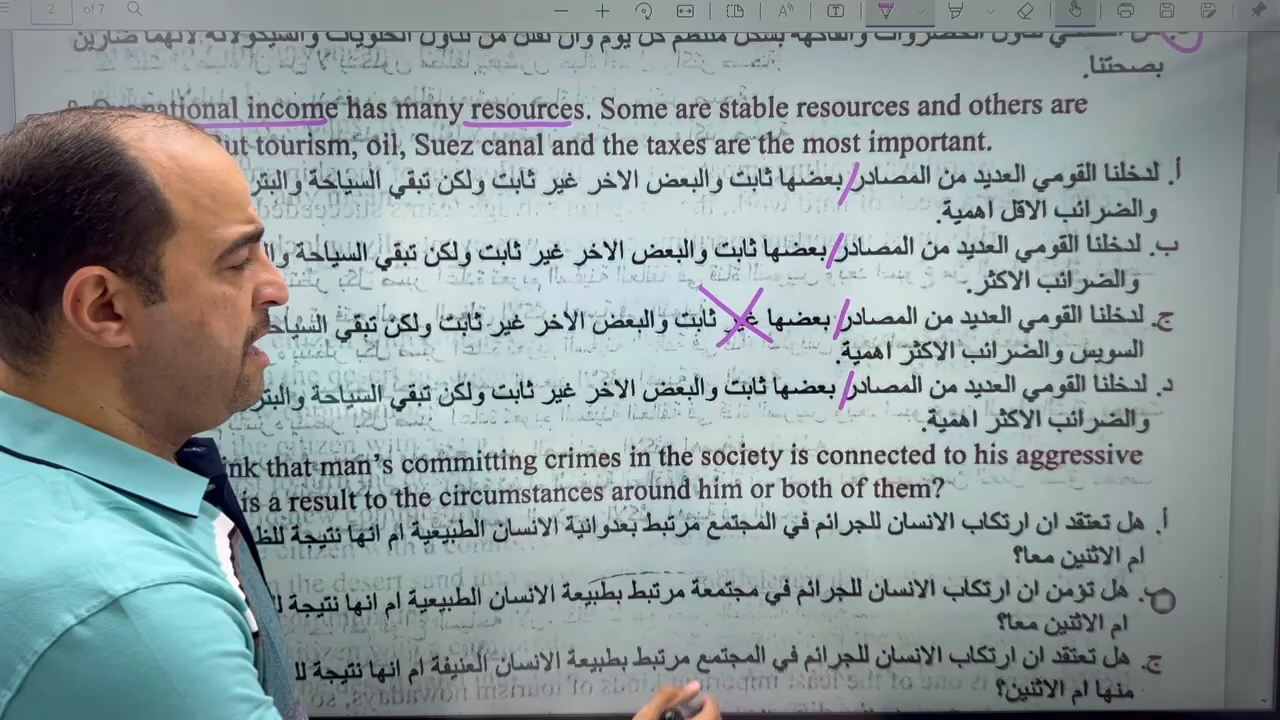 2 of 7
بصحتنا.
income has many resources. Some are stable resources and others are
tourism, oil, Suez canal and the taxes are the most important.
أ. لدخلنا القومي العديد من المصادر بعضها ثابت والبعض الاخر غير ثابت ولكن تبقي السياحة
والضرائب الاقل اهمية.
ب. لدخلنا القومي العديد من المصادر بعضها ثابت والبعض الاخر غير ثابت ولكن تبقي السياحة
والضرائب الاكثر.
ج. لدخلنا القومي العديد من المصادر بعضها غير ثابت والبعض الاخر غير ثابت ولكن تبقي
السويس والضرائب الاكثر اهمية.
د. لدخلنا القومي العديد من المصادر بعضها ثابت والبعض الاخر غير ثابت ولكن تبقي السياحة
والضرائب الاكثر اهمية.
that man's committing crimes in the society is connected to his aggressive
is a result to the circumstances around him or both of them?
أ. هل تعتقد ان ارتكاب الانسان للجرائم في المجتمع مرتبط بعدوانية الانسان الطبيعية ام انها نتيجة
ام الاثنين معا؟
ب. هل تؤمن ان ارتكاب الانسان للجرائم في مجتمعة مرتبط بطبيعة الانسان الطبيعية ام انها نتيجة
ام الاثنين معا؟
ج. هل تعتقد ان ارتكاب الانسان للجرائم في المجتمع مرتبط بطبيعة الانسان العنيفة ام انها نتيجة
منها ام الاثنين؟